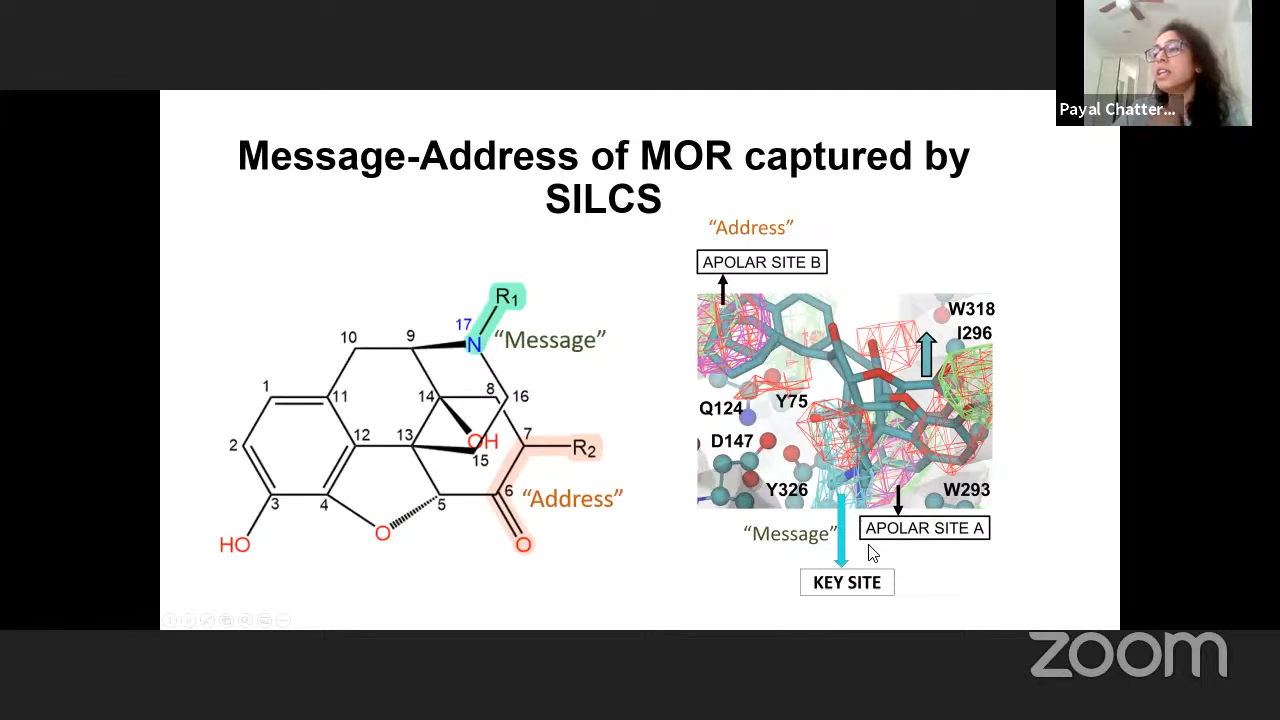 Payal Chatter...
Message-Address of MOR captured by
SILCS
"Address"
APOLAR SITE B
R1
17
N
"Message"
10
9
1
11
14
8
16
2
12
13
OH
15
7
R2
3
4
5
6
"Address"
HO
O
O
W318
I296
Q124
Y75
D147
Y326
W293
"Message"
APOLAR SITE A
KEY SITE
zoom